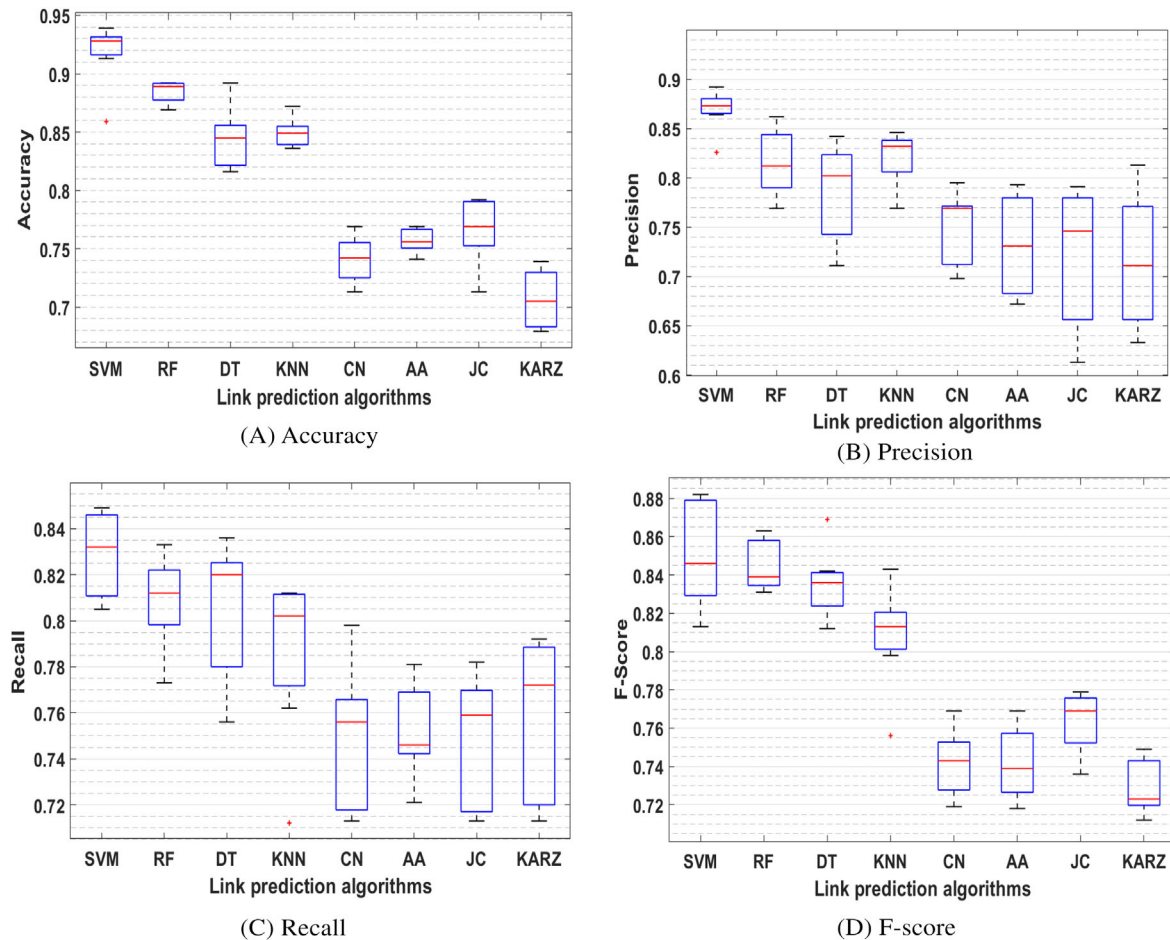 0.95
0.9
0.85
0.8
0.75
0.7
Accuracy
SVM RF DT KNN CN AA JC KARZ
Link prediction algorithms
(A) Accuracy
0.9
0.85
0.8
0.75
0.7
0.65
0.6
Precision
SVM RF DT KNN CN AA JC KARZ
Link prediction algorithms
(B) Precision
0.84
0.82
0.8
0.78
0.76
0.74
0.72
Recall
SVM RF DT KNN CN AA JC KARZ
Link prediction algorithms
(C) Recall
0.88
0.86
0.84
0.82
0.8
0.78
0.76
0.74
0.72
F-Score
SVM RF DT KNN CN AA JC KARZ
Link prediction algorithms
(D) F-score